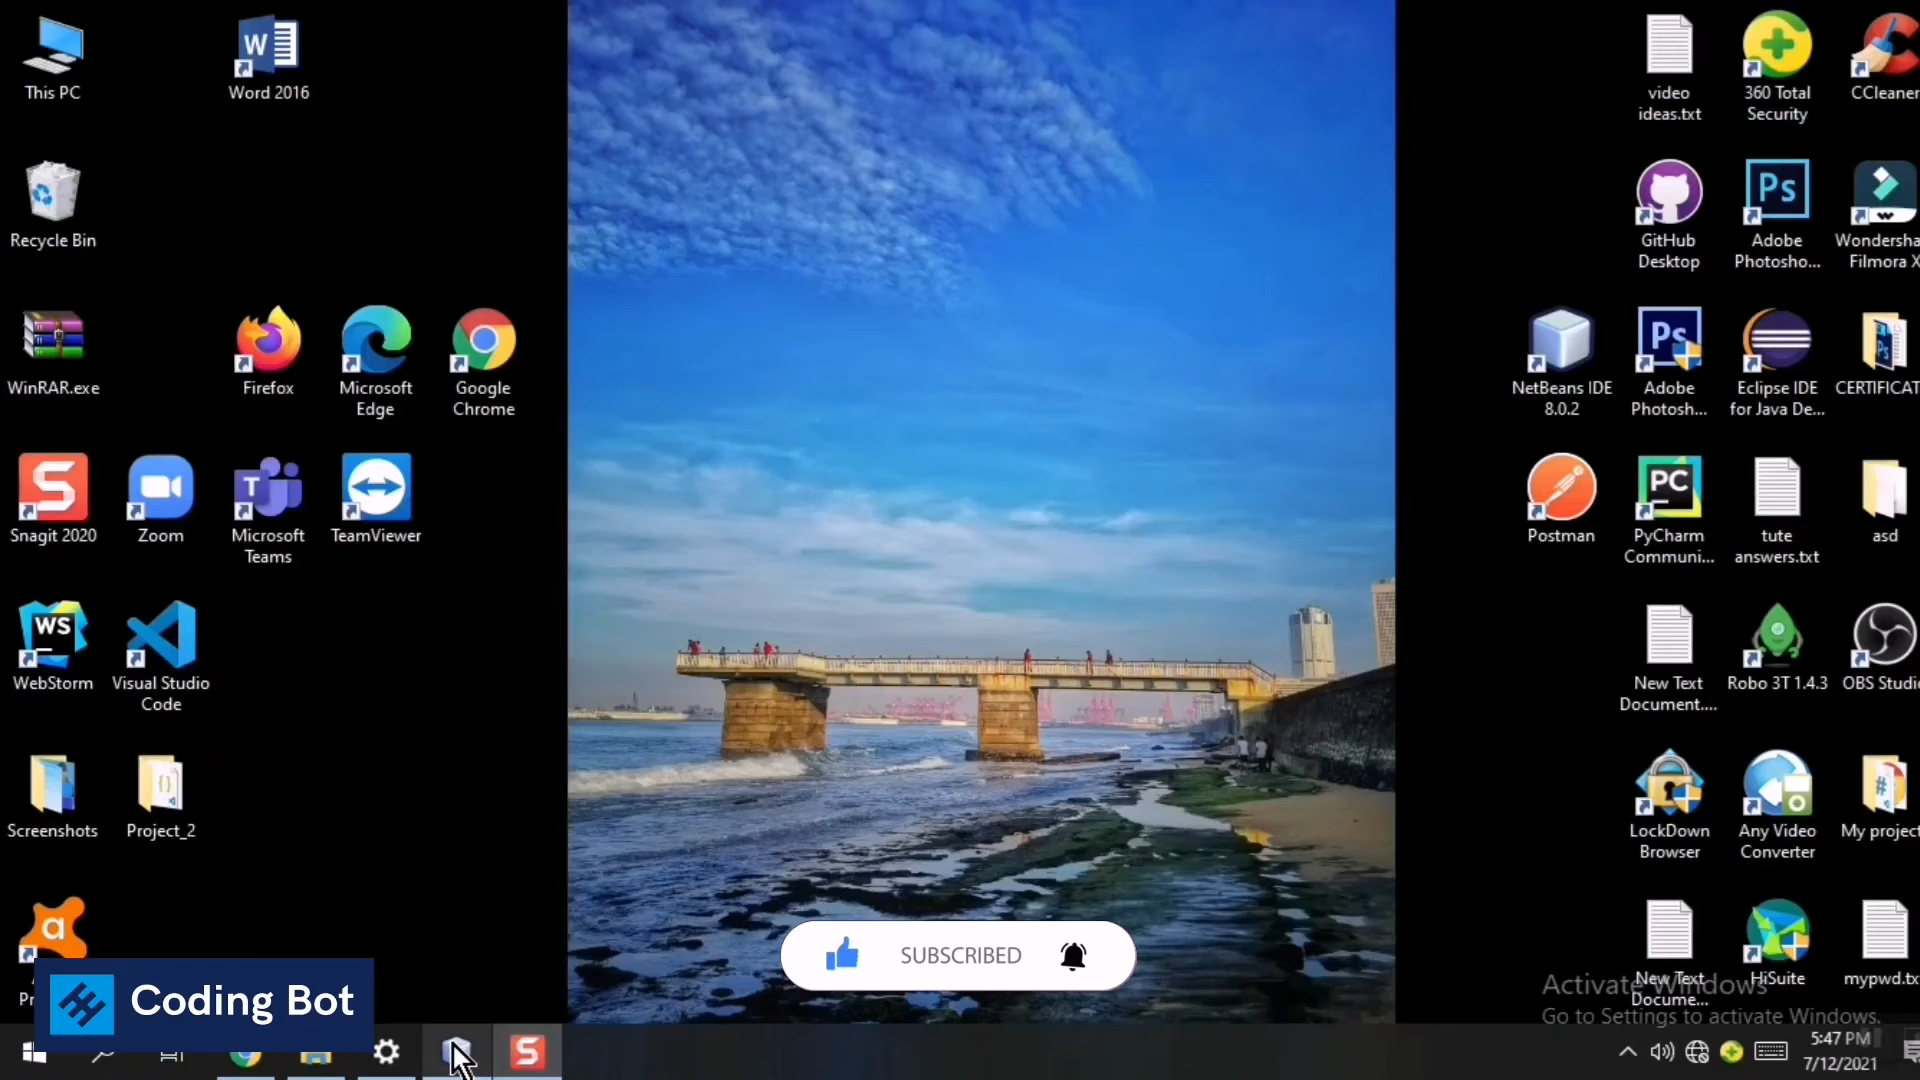 This PC
Word 2016
video
ideas.txt
360 Total
Security
CCleaner
Recycle Bin
GitHub
Desktop
Ps
Adobe
Photosho...
Wondersha
Filmora X
WinRAR.exe
Firefox
Microsoft
Edge
Google
Chrome
NetBeans IDE
8.0.2
Ps
Adobe
Photosh...
Eclipse IDE
for Java De...
CERTIFICAT
Snagit 2020
Zoom
Microsoft
Teams
TeamViewer
Postman
PC
PyCharm
Communi...
tute
answers.txt
asd
WS
WebStorm
Visual Studio
Code
New Text
Document....
Robo 3T 1.4.3
OBS Studi
Screenshots
Project_2
LockDown
Browser
Any Video
Converter
My project
SUBSCRIBED
New Text
Docume...
HiSuite
mypwd.tx
Coding Bot
Activate Windows
Go to Settings to activate Windows.
5:47 PM
7/12/2021